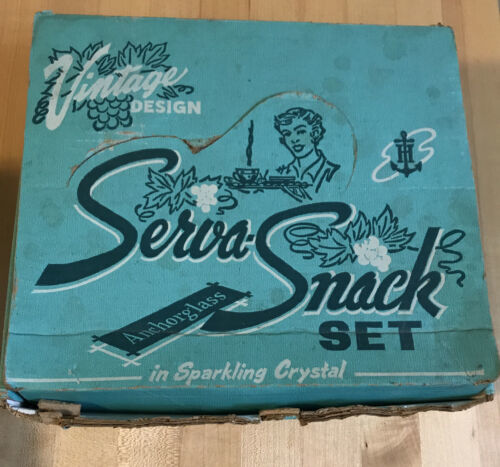 Vintage
DESIGN
Serva-
Snack
SET
Anchorglass
in Sparkling Crystal